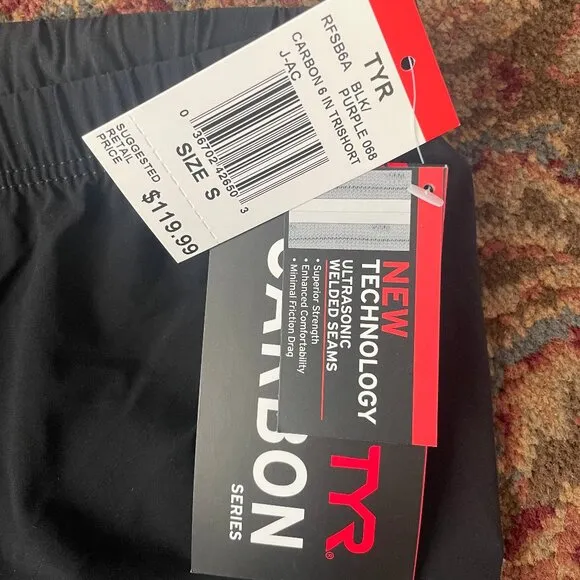 TYR
RFSB6A BLK/
PURPLE 068
CARBON 6 IN TRISHORT
J-AC
0 36702 42650 3
SIZE S
SUGGESTED
RETAIL
PRICE
$119.99
NEW
TECHNOLOGY
ULTRASONIC
WELDED SEAMS
• Superior Strength
• Enhanced Comfortability
• Minimal Friction Drag
TYR®
CARBON
SERIES